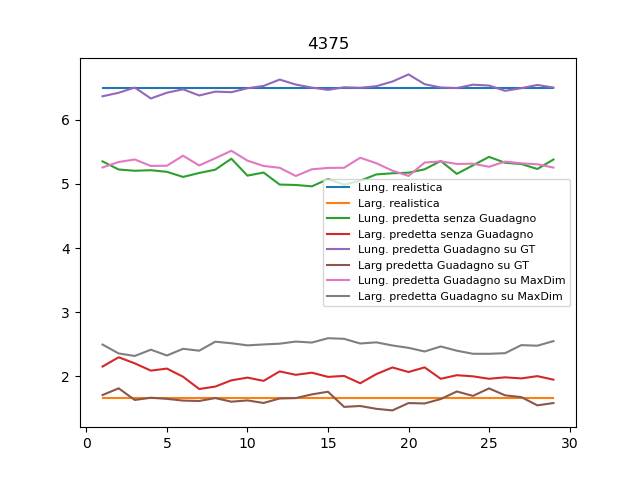 4375
6
5
4
3
2
Lung. realistica
Larg. realistica
Lung. predetta senza Guadagno
Larg. predetta senza Guadagno
Lung. predetta Guadagno su GT
Larg predetta Guadagno su GT
Lung. predetta Guadagno su MaxDim
Larg. predetta Guadagno su MaxDim
0 5 10 15 20 25 30